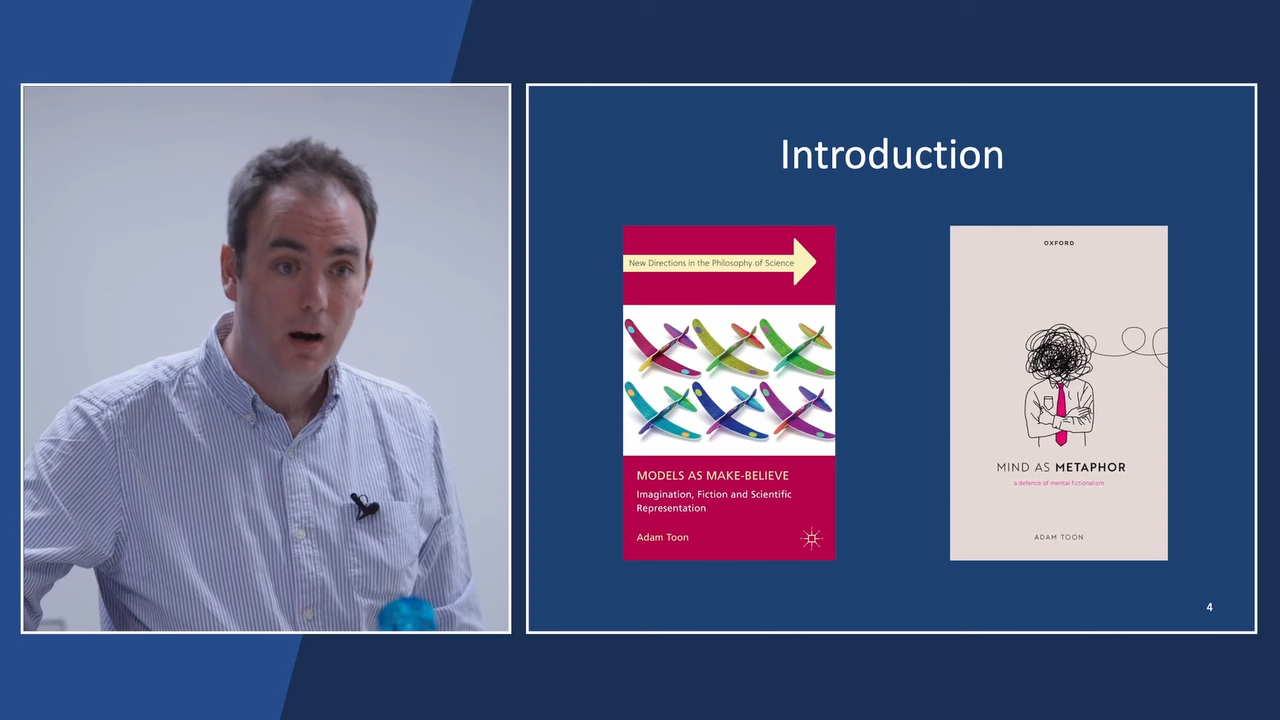 Introduction
New Directions in the Philosophy of Science
MODELS AS MAKE-BELIEVE
Imagination, Fiction and Scientific
Representation
Adam Toon
OXFORD
MIND AS METAPHOR
a defence of mental fictionalism
ADAM TOON
4